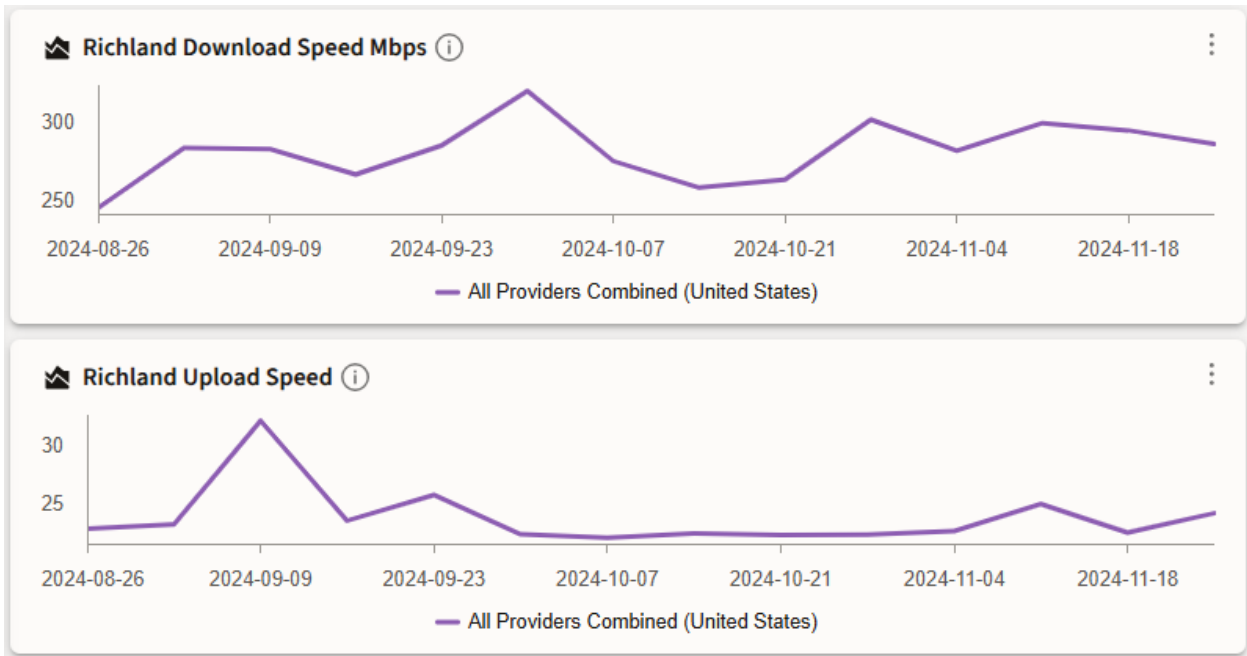 Richland Download Speed Mbps
300
250
2024-08-26 2024-09-09 2024-09-23 2024-10-07 2024-10-21 2024-11-04 2024-11-18
All Providers Combined (United States)
Richland Upload Speed
30
25
2024-08-26 2024-09-09 2024-09-23 2024-10-07 2024-10-21 2024-11-04 2024-11-18
All Providers Combined (United States)